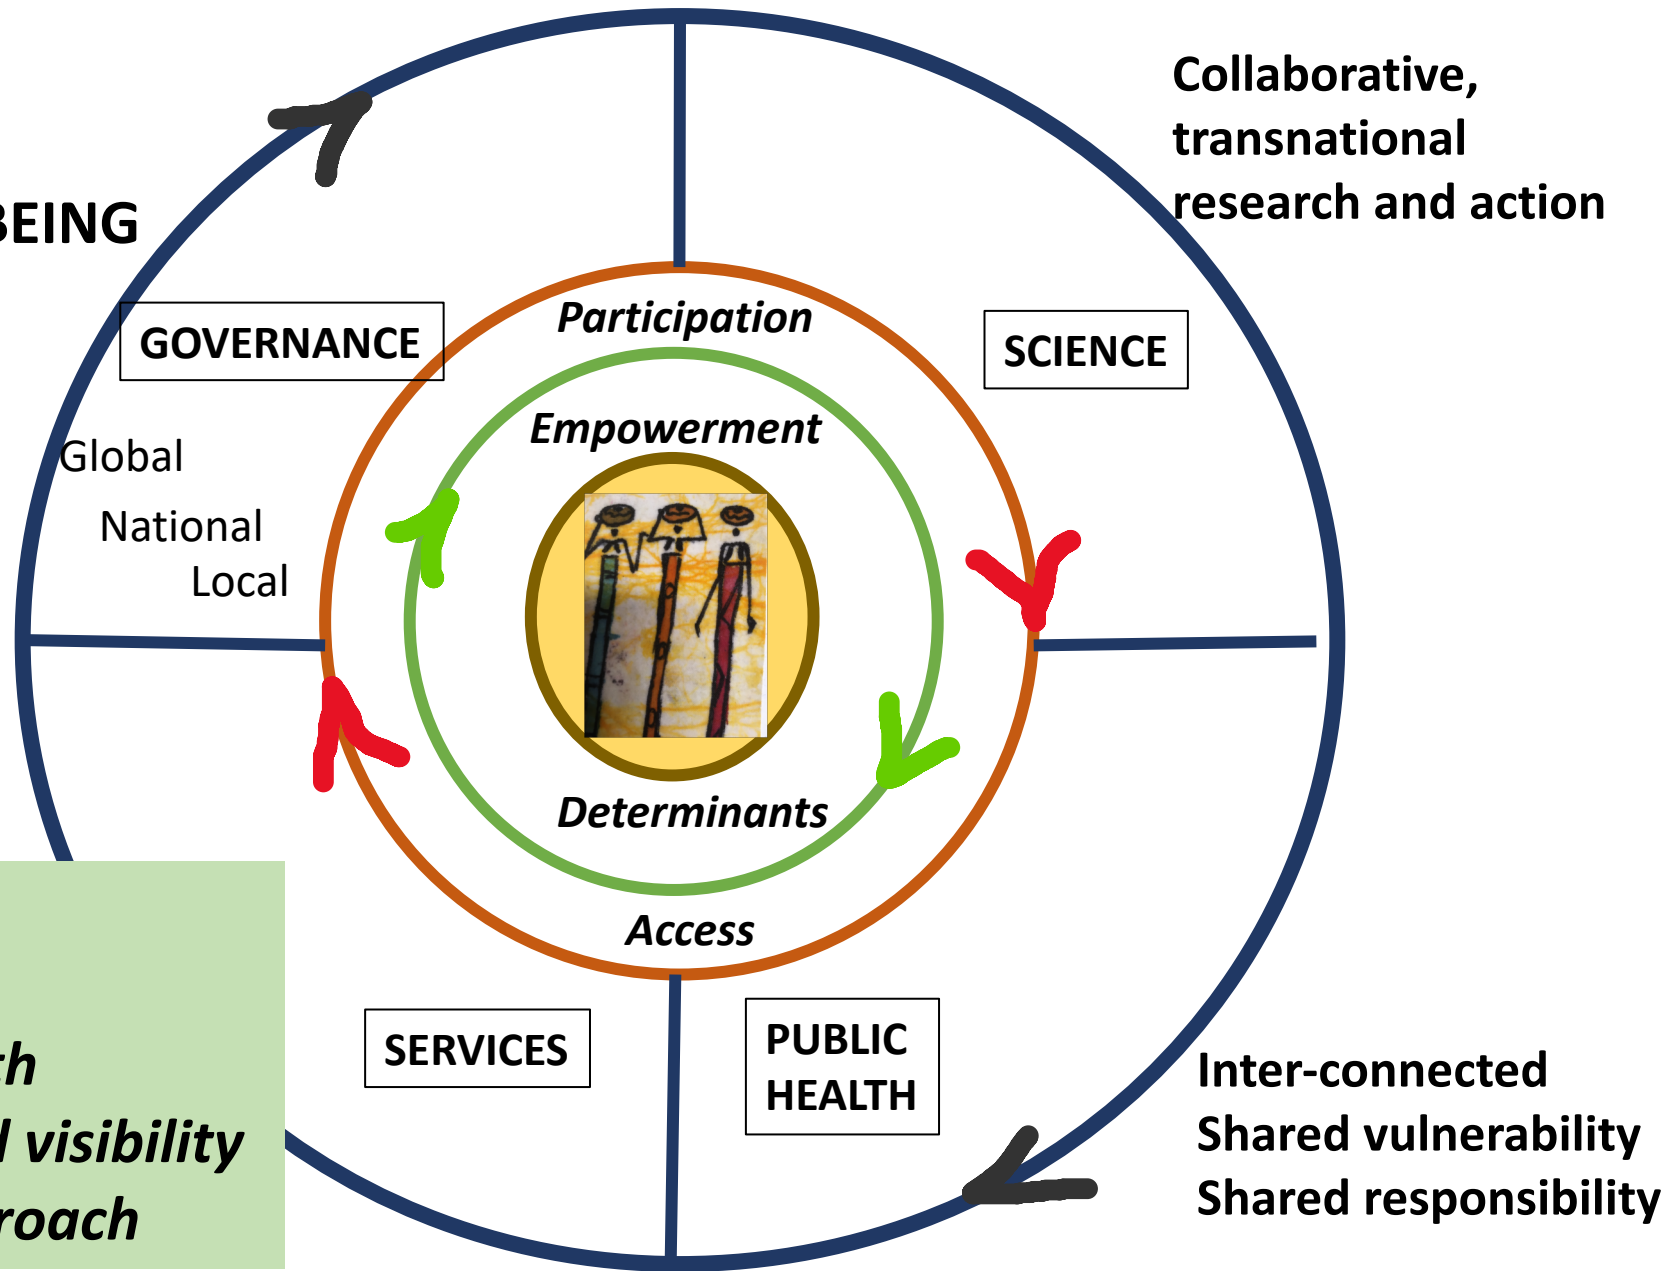 Collaborative,
transnational
research and action
BEING
GOVERNANCE
SCIENCE
Participation
Empowerment
Global
National
Local
Determinants
Access
SERVICES
PUBLIC
HEALTH
Inter-connected
Shared vulnerability
Shared responsibility
th
visibility
roach